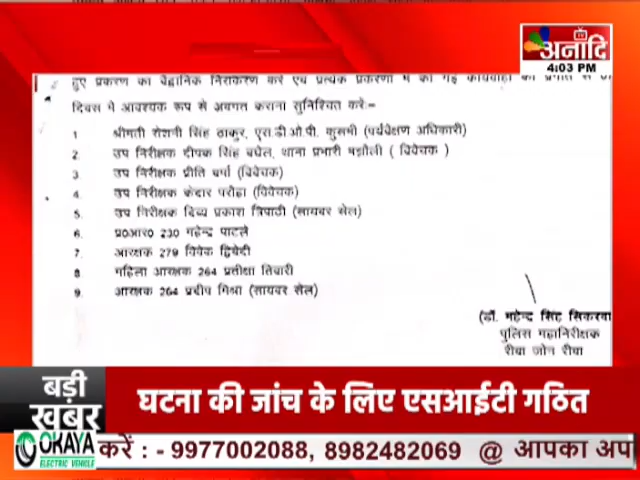 अनादि
TV
4:03 PM
हुए प्रकरण का वैधानिक निराकरण करें एवं प्रत्येक प्रकरणों में की गई कार्यवाही की प्रगति से
दिवस में आवश्यक रूप से अवगत कराना सुनिश्चित करें:-
1 श्रीमती रोशनी सिंह ठाकुर, एस.डी.ओ.पी. कुसमी (पर्यवेक्षण अधिकारी)
2. उप निरीक्षक दीपक सिंह बघेल, थाना प्रभारी मझौली ( विवेचक )
3. उप निरीक्षक प्रीति वर्मा (विवेचक)
4. उप निरीक्षक केदार परौहा (विवेचक)
5. उप निरीक्षक दिव्य प्रकाश त्रिपाठी (सायबर सेल)
6. प्र0आर0 230 महेन्द्र पाटले
7. आरक्षक 279 विवेक द्विवेदी
8 महिला आरक्षक 264 प्रतीक्षा तिवारी
9. आरक्षक 264 प्रदीप मिश्रा (सायबर सेल)
(डॉ. महेन्द्र सिंह सिकरवा
पुलिस महानिरीक्षक
रीवा जोन रीवा
बड़ी
ख़बर
घटना की जांच के लिए एसआईटी गठित
OKAYA
ELECTRIC VEHICLE
करें : - 9977002088, 8982482069 @ आपका अप